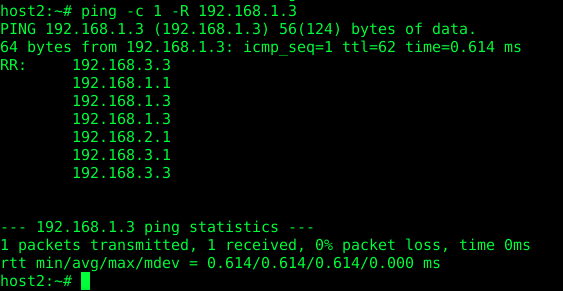 host2:~# ping -c 1 -R 192.168.1.3
PING 192.168.1.3 (192.168.1.3) 56(124) bytes of data.
64 bytes from 192.168.1.3: icmp_seq=1 ttl=62 time=0.614 ms
RR:     192.168.3.3
        192.168.1.1
        192.168.1.3
        192.168.1.3
        192.168.2.1
        192.168.3.1
        192.168.3.3
--- 192.168.1.3 ping statistics ---
1 packets transmitted, 1 received, 0% packet loss, time 0ms
rtt min/avg/max/mdev = 0.614/0.614/0.614/0.000 ms
host2:~#